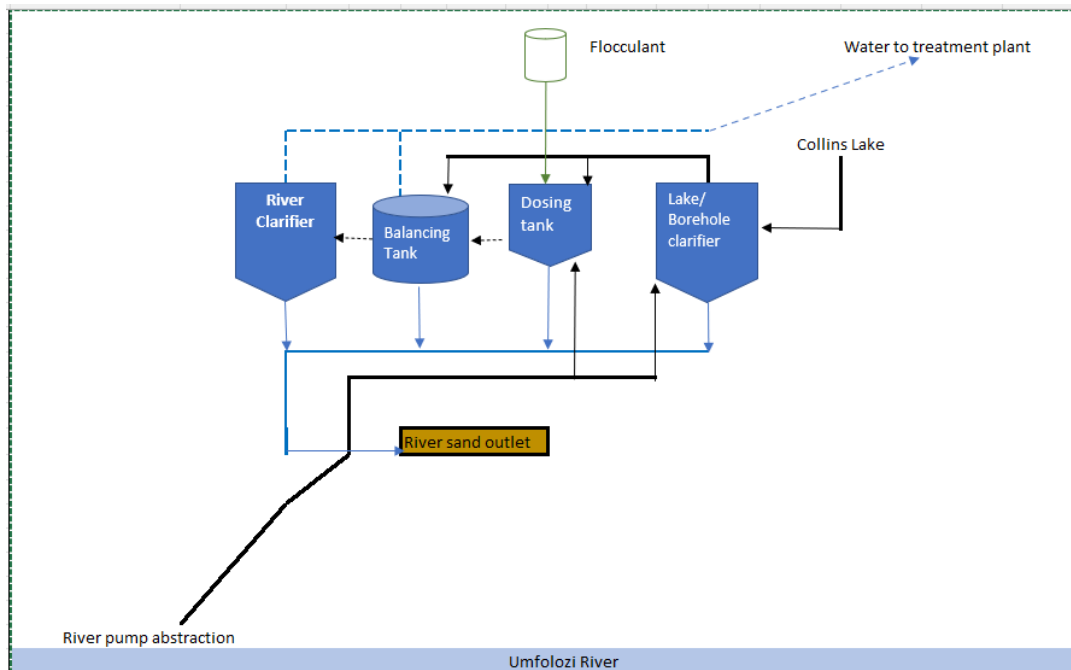 Flocculant
Water to treatment plant
Collins Lake
River
Clarifier
Balancing
Tank
Dosing
tank
Lake/
Borehole
clarifier
River sand outlet
River pump abstraction
Umfolozi River